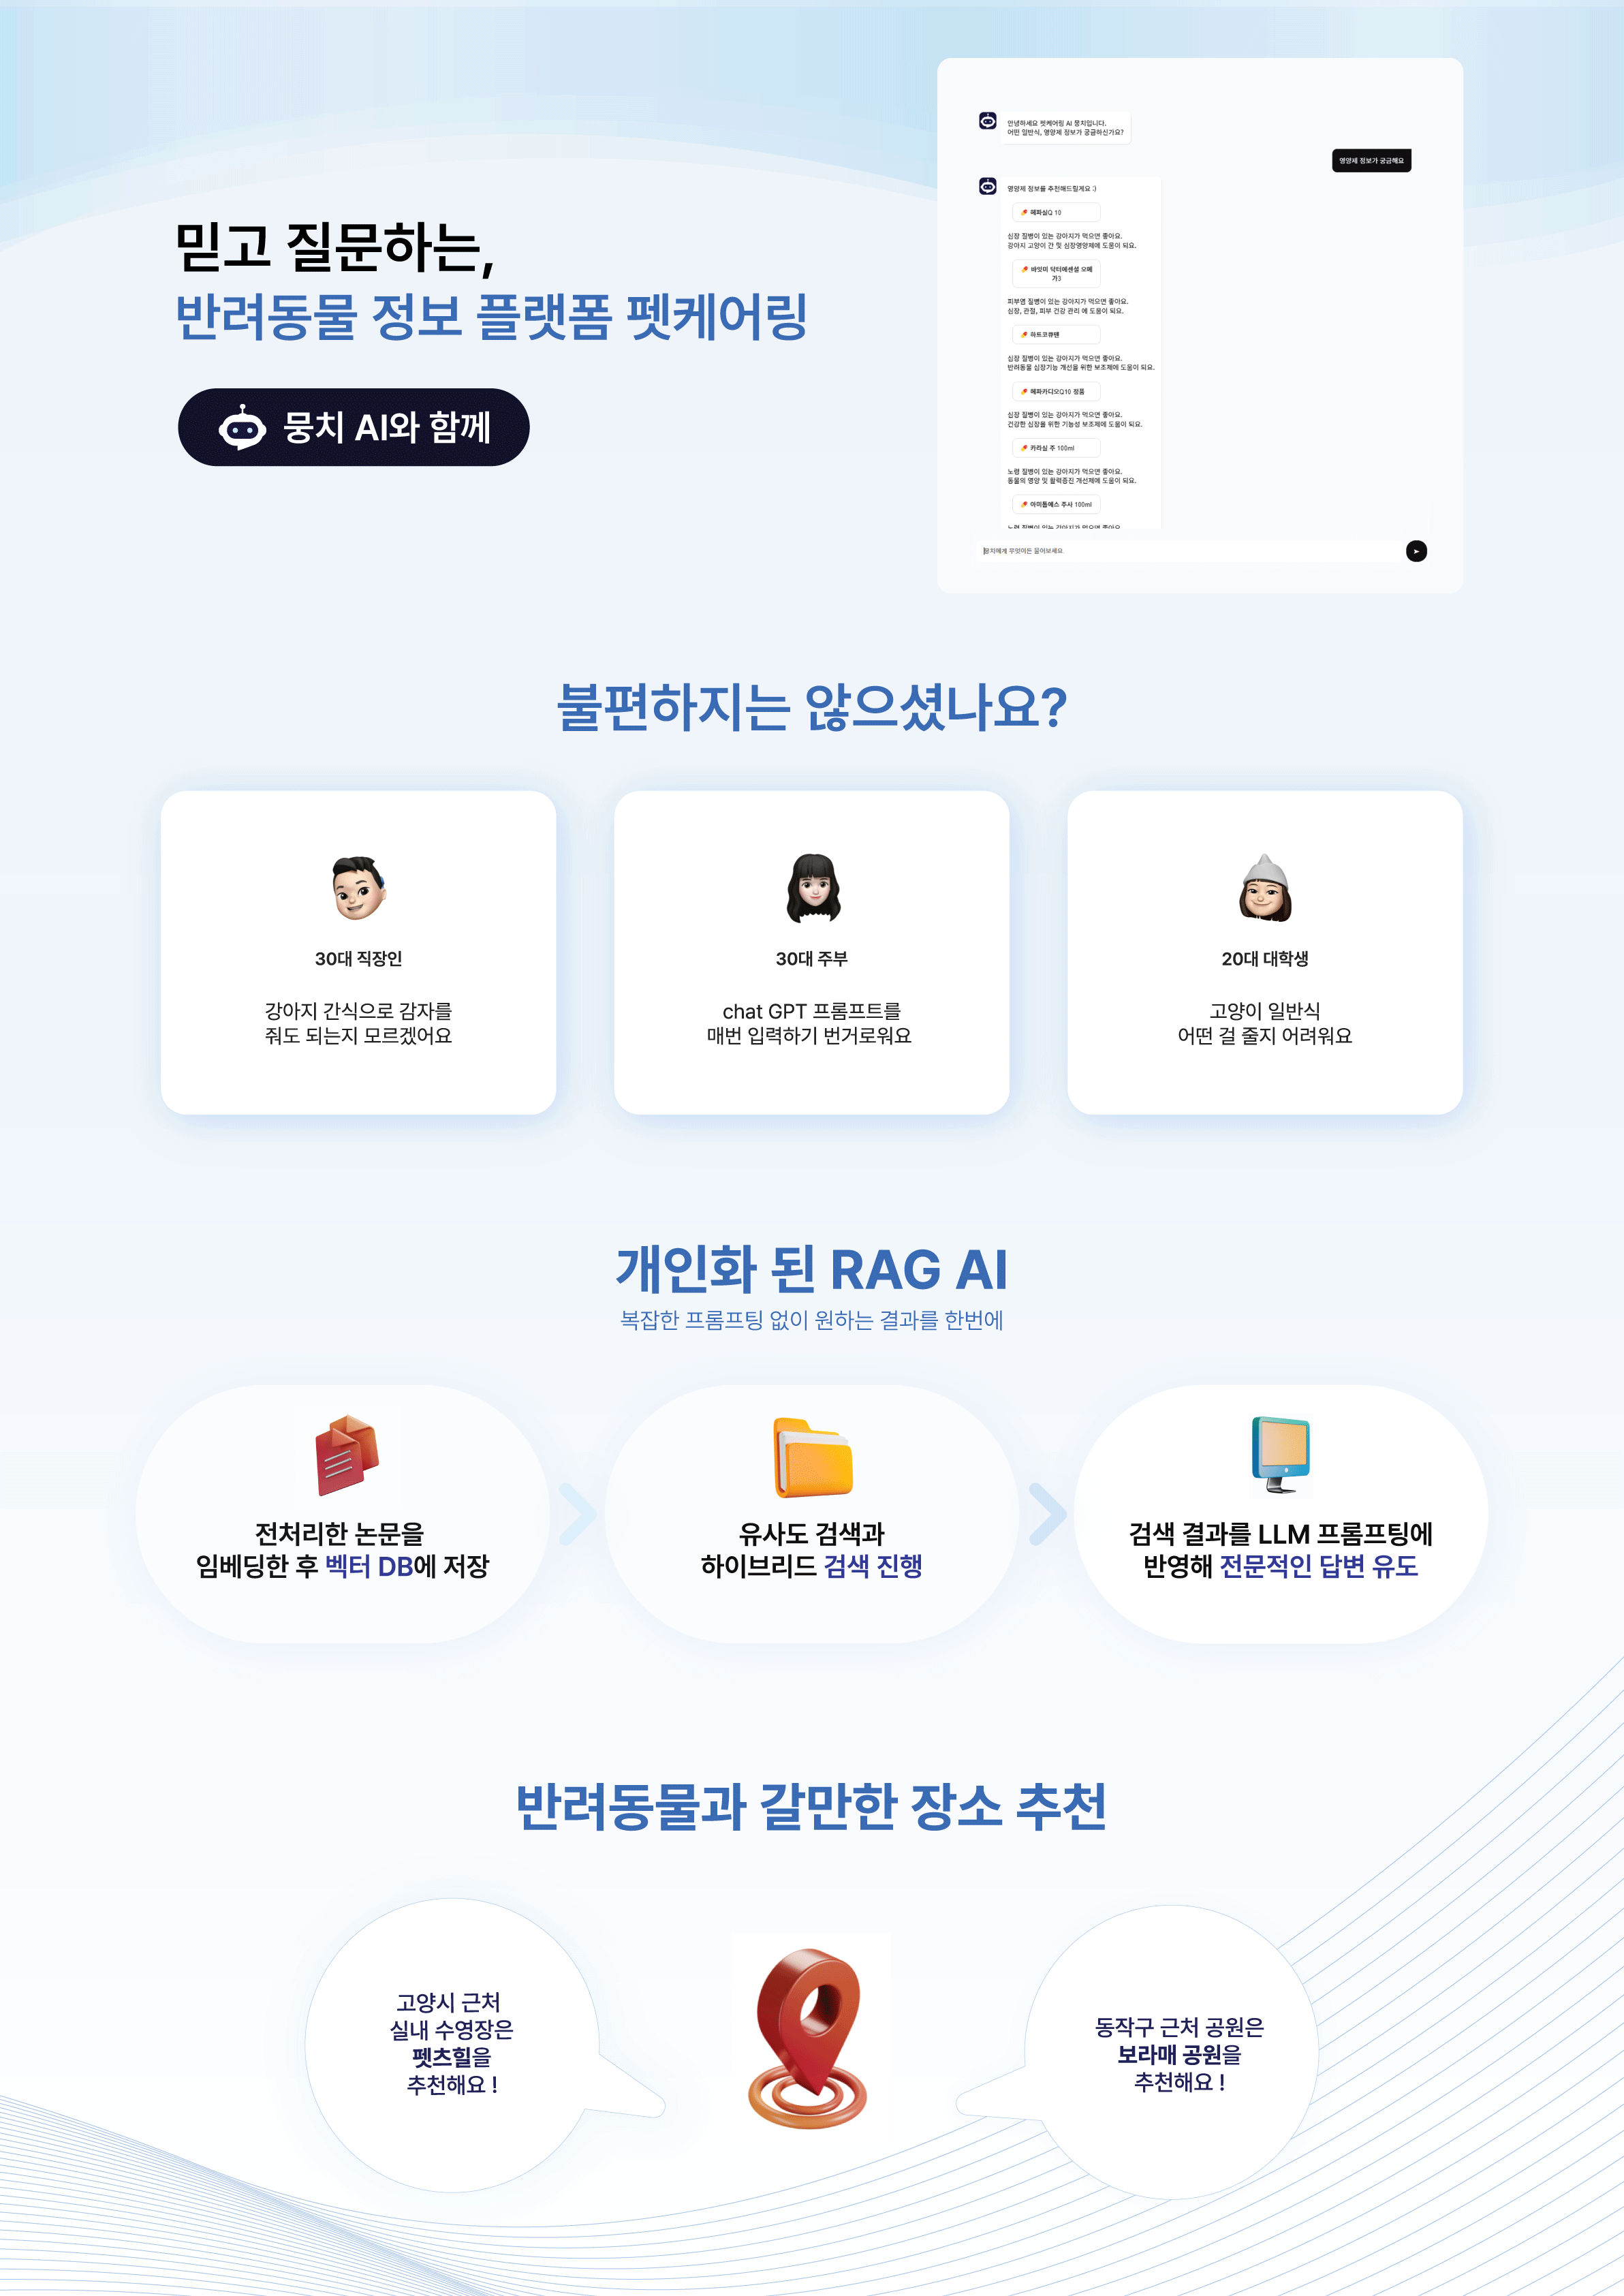 믿고 질문하는,
반려동물 정보 플랫폼 펫케어링
뭉치 AI와 함께
안녕하세요 펫케어링 AI 뭉치입니다.
어떤 일반식, 영양제 정보가 궁금하신가요?
영양제 정보가 궁금해요
영양제 정보를 추천해드릴게요 :)
메파실Q 10
심장 질병이 있는 강아지가 먹으면 좋아요.
강아지 고양이 간 및 심장영양제에 도움이 되요.
바잇미 닥터에센셜 오메
가3
피부염 질병이 있는 강아지가 먹으면 좋아요.
심장, 관절, 피부 건강 관리 에 도움이 되요.
하트코큐텐
심장 질병이 있는 강아지가 먹으면 좋아요.
반려동물 심장기능 개선을 위한 보조제에 도움이 되요.
메파카디오Q10 정품
심장 질병이 있는 강아지가 먹으면 좋아요.
건강한 심장을 위한 기능성 보조제에 도움이 되요.
카라실 주 100ml
노령 질병이 있는 강아지가 먹으면 좋아요.
동물의 영양 및 활력증진 개선제에 도움이 되요.
아미톱에스 주사 100ml
노령 질병이 있는 강아지가 먹으면 좋아요
뭉치에게 무엇이든 물어보세요.
불편하지는 않으셨나요?
30대 직장인
강아지 간식으로 감자를
줘도 되는지 모르겠어요
30대 주부
chat GPT 프롬프트를
매번 입력하기 번거로워요
20대 대학생
고양이 일반식
어떤 걸 줄지 어려워요
개인화 된 RAG AI
복잡한 프롬프팅 없이 원하는 결과를 한번에
전처리한 논문을
임베딩한 후 벡터 DB에 저장
유사도 검색과
하이브리드 검색 진행
검색 결과를 LLM 프롬프팅에
반영해 전문적인 답변 유도
반려동물과 갈만한 장소 추천
고양시 근처
실내 수영장은
펫츠힐을
추천해요 !
동작구 근처 공원은
보라매 공원을
추천해요 !